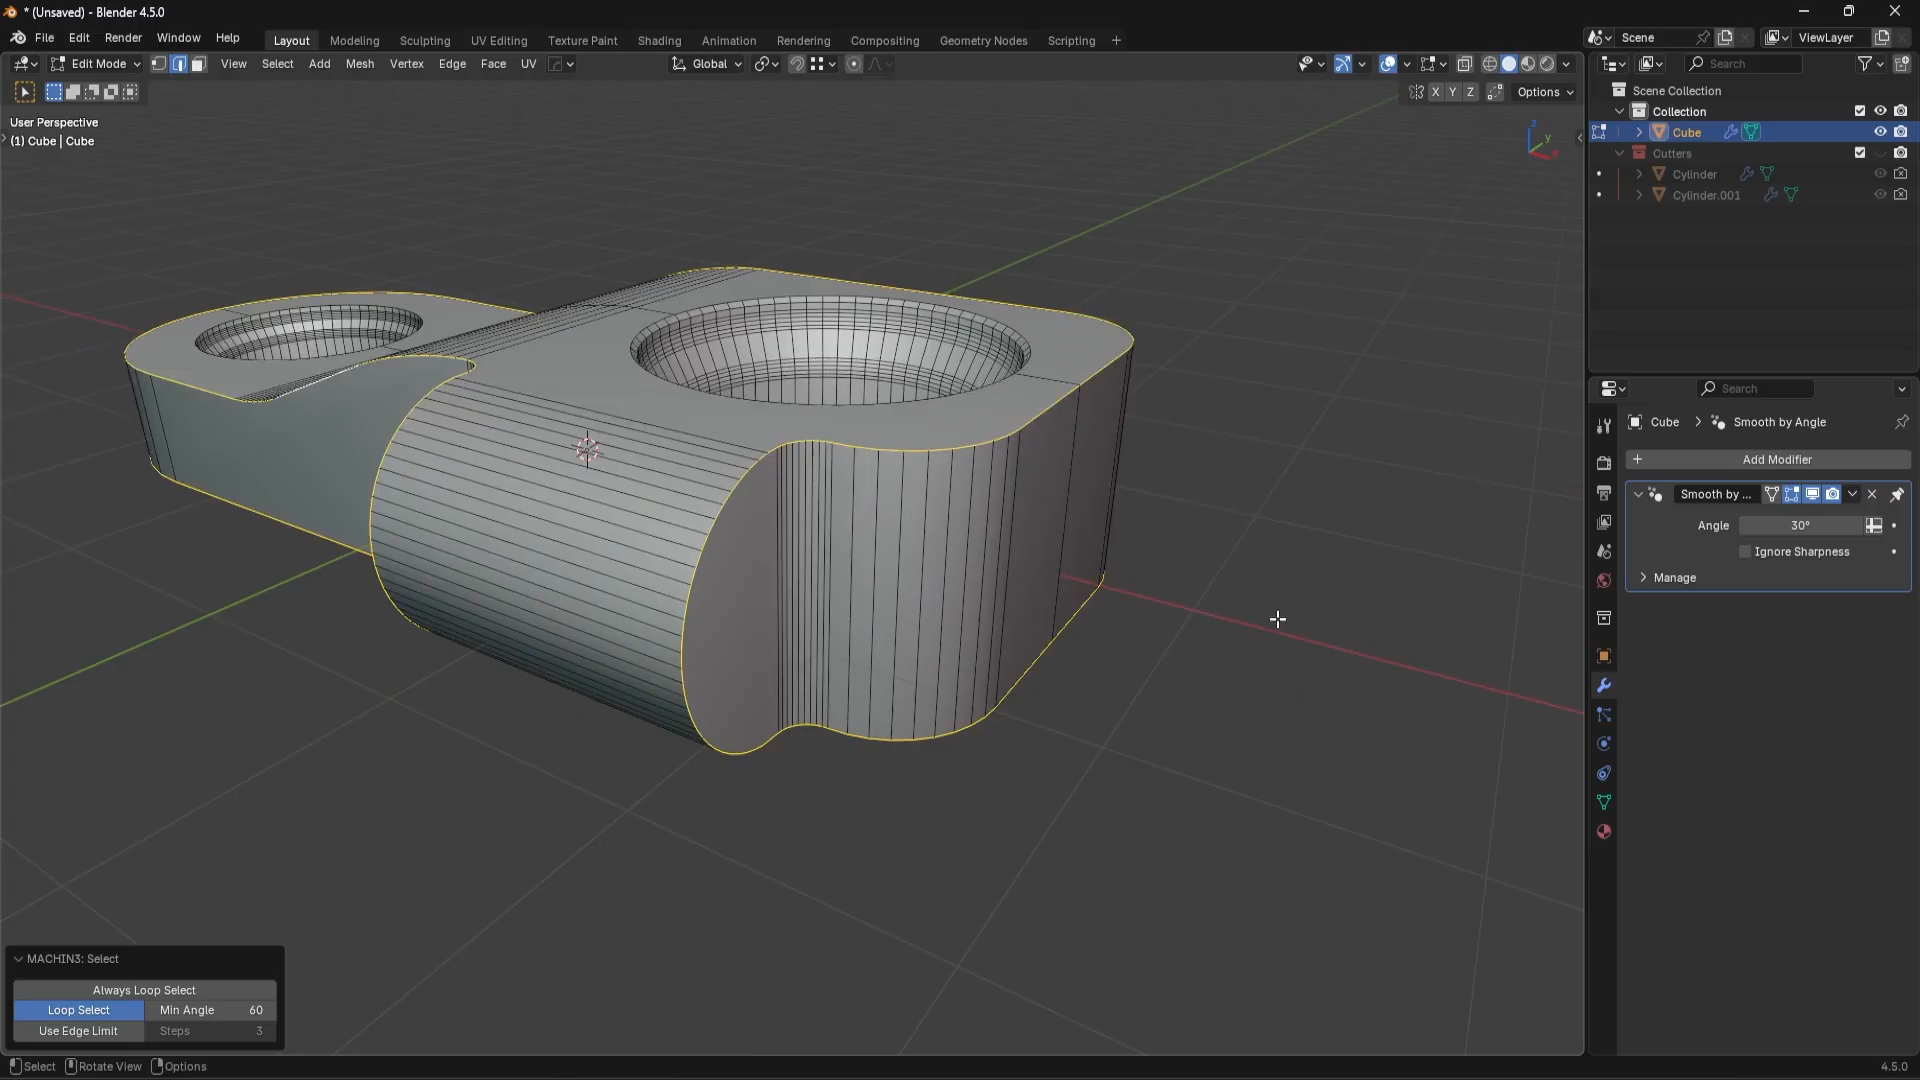 * (Unsaved) - Blender 4.5.0
File Edit Render Window Help
Layout Modeling Sculpting UV Editing Texture Paint Shading Animation Rendering Compositing Geometry Nodes Scripting +
Scene
ViewLayer
Edit Mode View Select Add Mesh Vertex Edge Face UV
Global
Search
X Y Z
Options
User Perspective
(1) Cube | Cube
Z
Y
X
Scene Collection
Collection
Cube
Cutters
Cylinder
Cylinder.001
Search
Cube > Smooth by Angle
+ Add Modifier
Smooth by ...
Angle 30°
Ignore Sharpness
Manage
MACHIN3: Select
Always Loop Select
Loop Select Min Angle 60
Use Edge Limit Steps 3
Select Rotate View Options
4.5.0